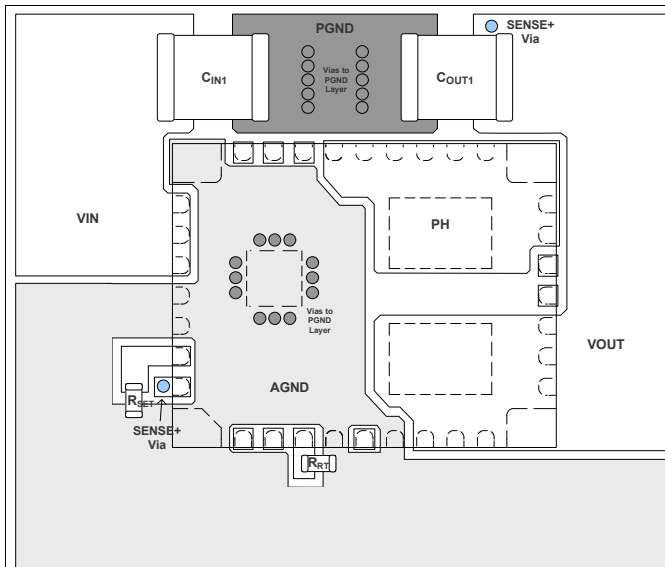 PGND
SENSE+
Via
CIN1
Vias to
PGND
Layer
COUT1
VIN
PH
Vias to
PGND
Layer
VOUT
AGND
RSET
SENSE+
Via
RRT